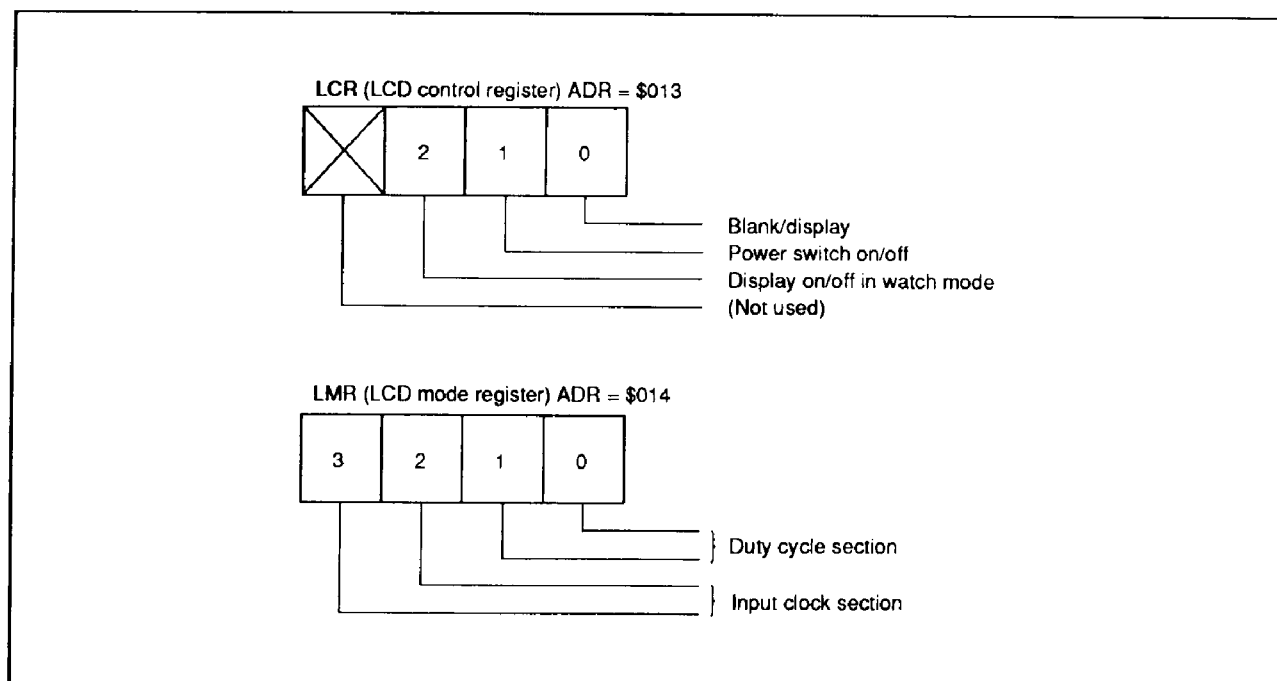 LCR (LCD control register) ADR = $013
2 1 0
Blank/display
Power switch on/off
Display on/off in watch mode
(Not used)
LMR (LCD mode register) ADR = $014
3 2 1 0
Duty cycle section
Input clock section